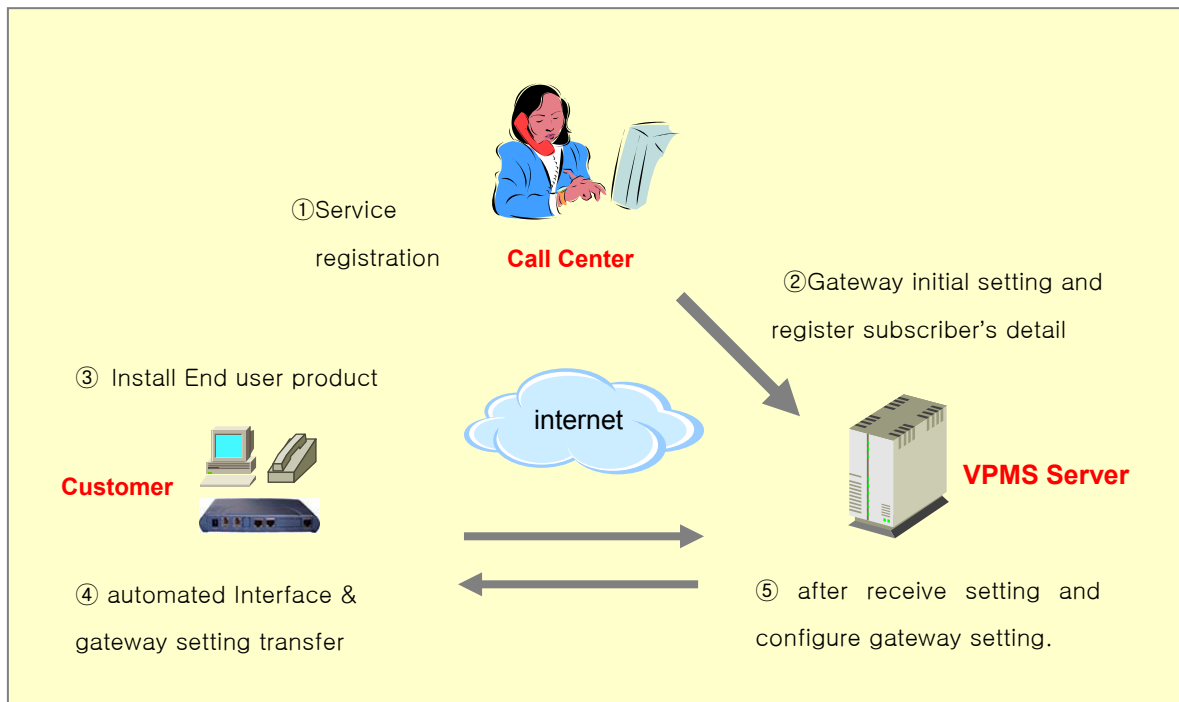 ①Service
registration
Call Center
②Gateway initial setting and
register subscriber’s detail
③ Install End user product
internet
Customer
VPMS Server
④ automated Interface &
gateway setting transfer
⑤ after receive setting and
configure gateway setting.